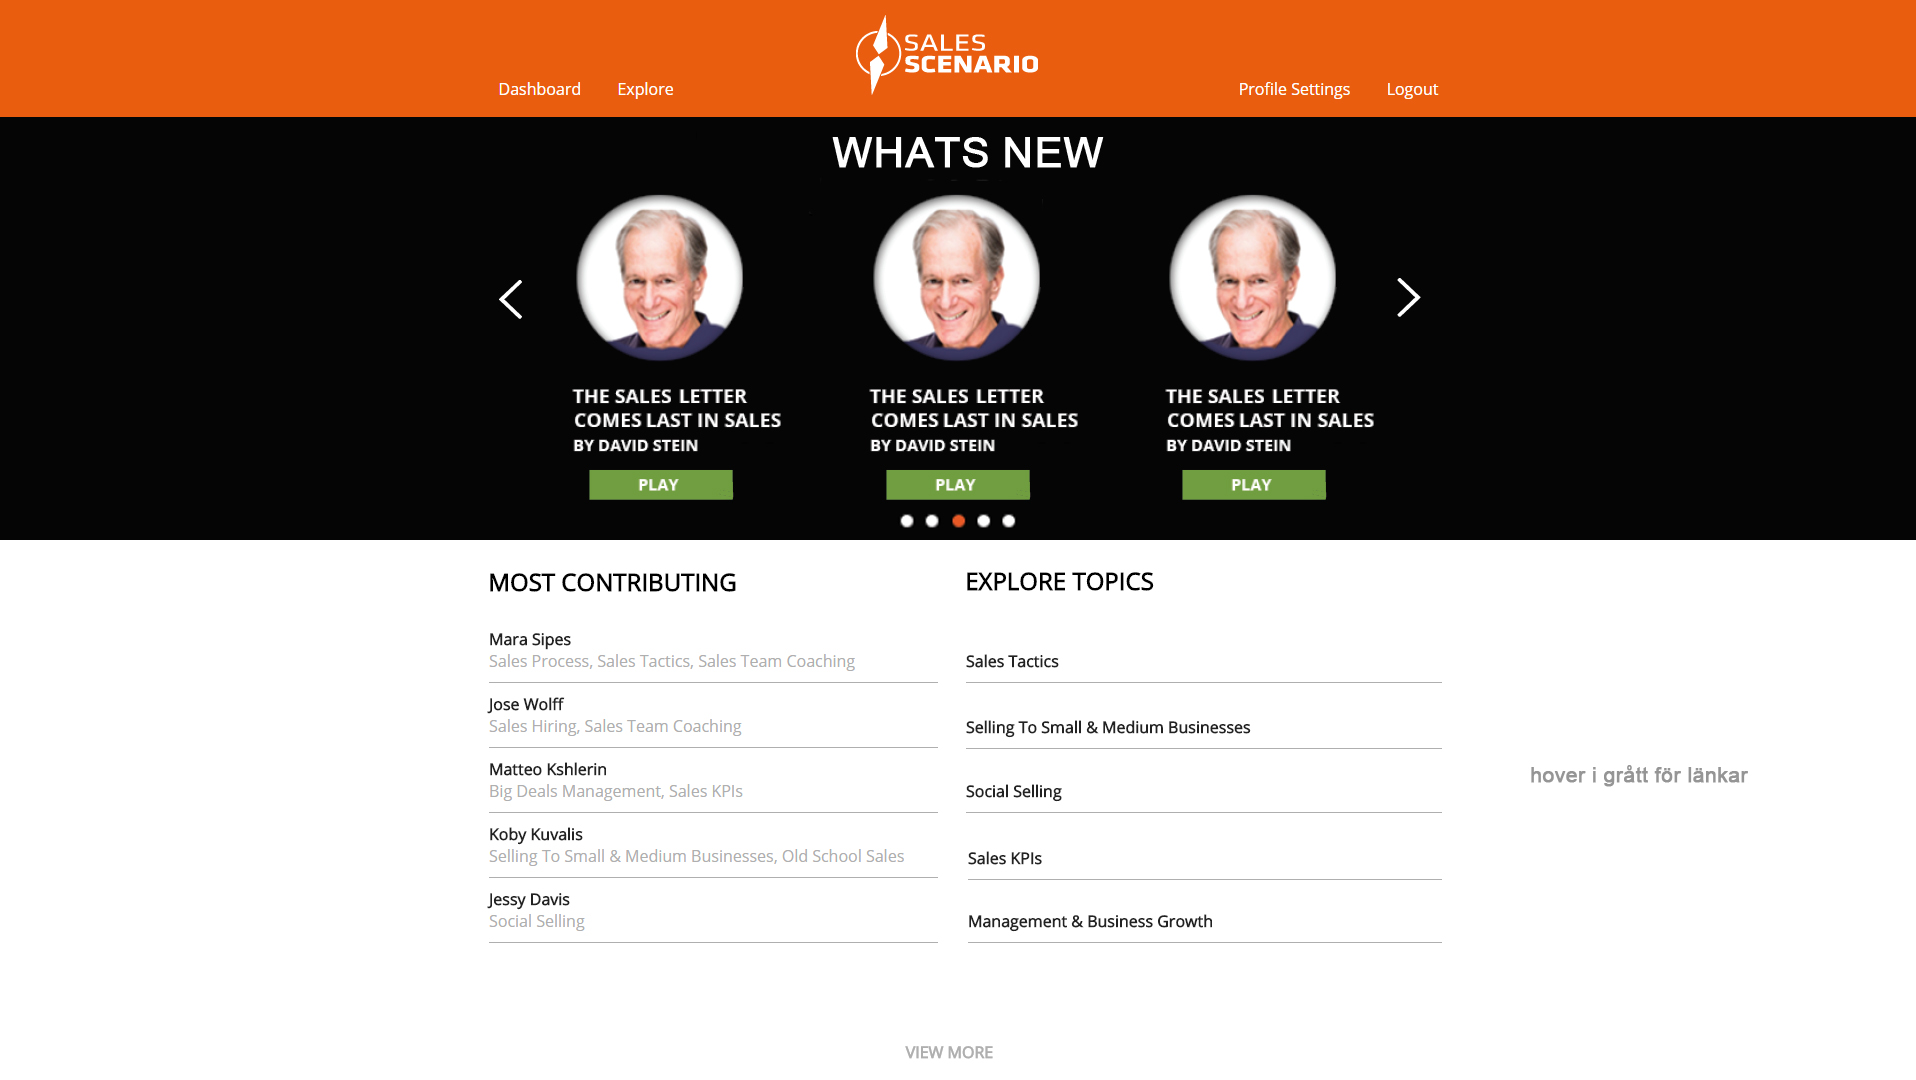 SALES
SCENARIO
Dashboard
Explore
Profile Settings
Logout
WHATS NEW
THE SALES LETTER
COMES LAST IN SALES
BY DAVID STEIN
PLAY
THE SALES LETTER
COMES LAST IN SALES
BY DAVID STEIN
PLAY
THE SALES LETTER
COMES LAST IN SALES
BY DAVID STEIN
PLAY
MOST CONTRIBUTING
Mara Sipes
Sales Process, Sales Tactics, Sales Team Coaching
Jose Wolff
Sales Hiring, Sales Team Coaching
Matteo Kshlerin
Big Deals Management, Sales KPIs
Koby Kuvalis
Selling To Small & Medium Businesses, Old School Sales
Jessy Davis
Social Selling
EXPLORE TOPICS
Sales Tactics
Selling To Small & Medium Businesses
Social Selling
Sales KPIs
Management & Business Growth
hover i grått för länkar
VIEW MORE